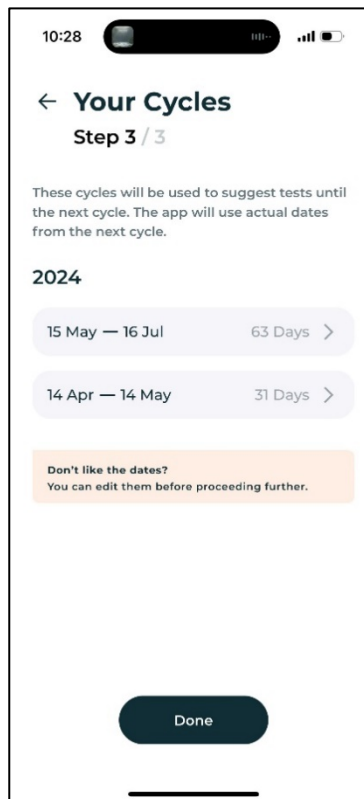 10:28
← Your Cycles
Step 3 / 3
These cycles will be used to suggest tests until
the next cycle. The app will use actual dates
from the next cycle.
2024
15 May — 16 Jul 63 Days >
14 Apr — 14 May 31 Days >
Don't like the dates?
You can edit them before proceeding further.
Done